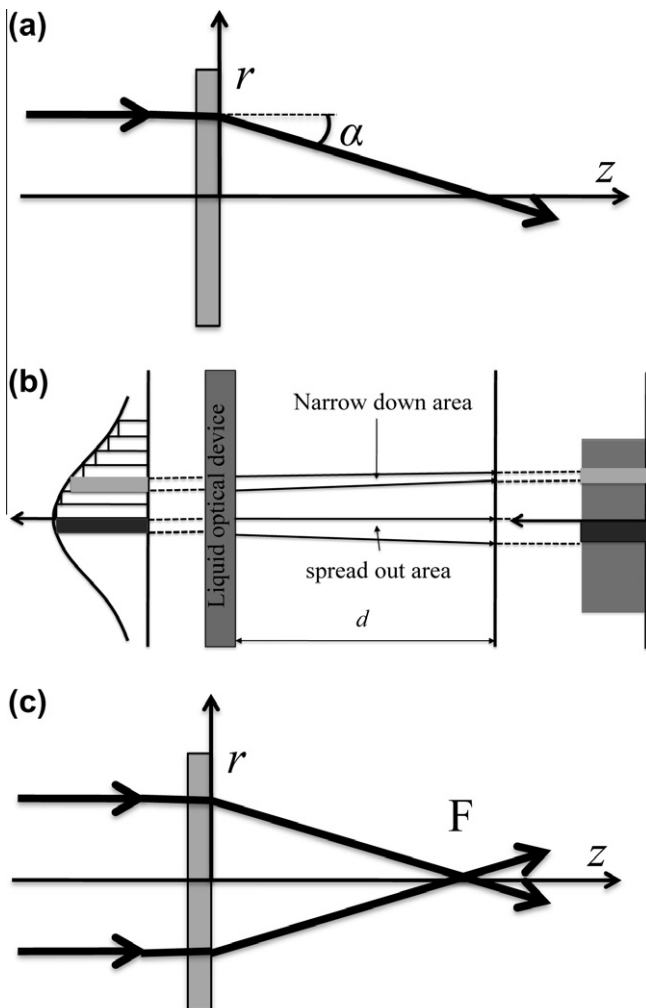 (a)
r
α
z
(b)
Narrow down area
Liquid optical device
spread out area
d
(c)
r
F
z